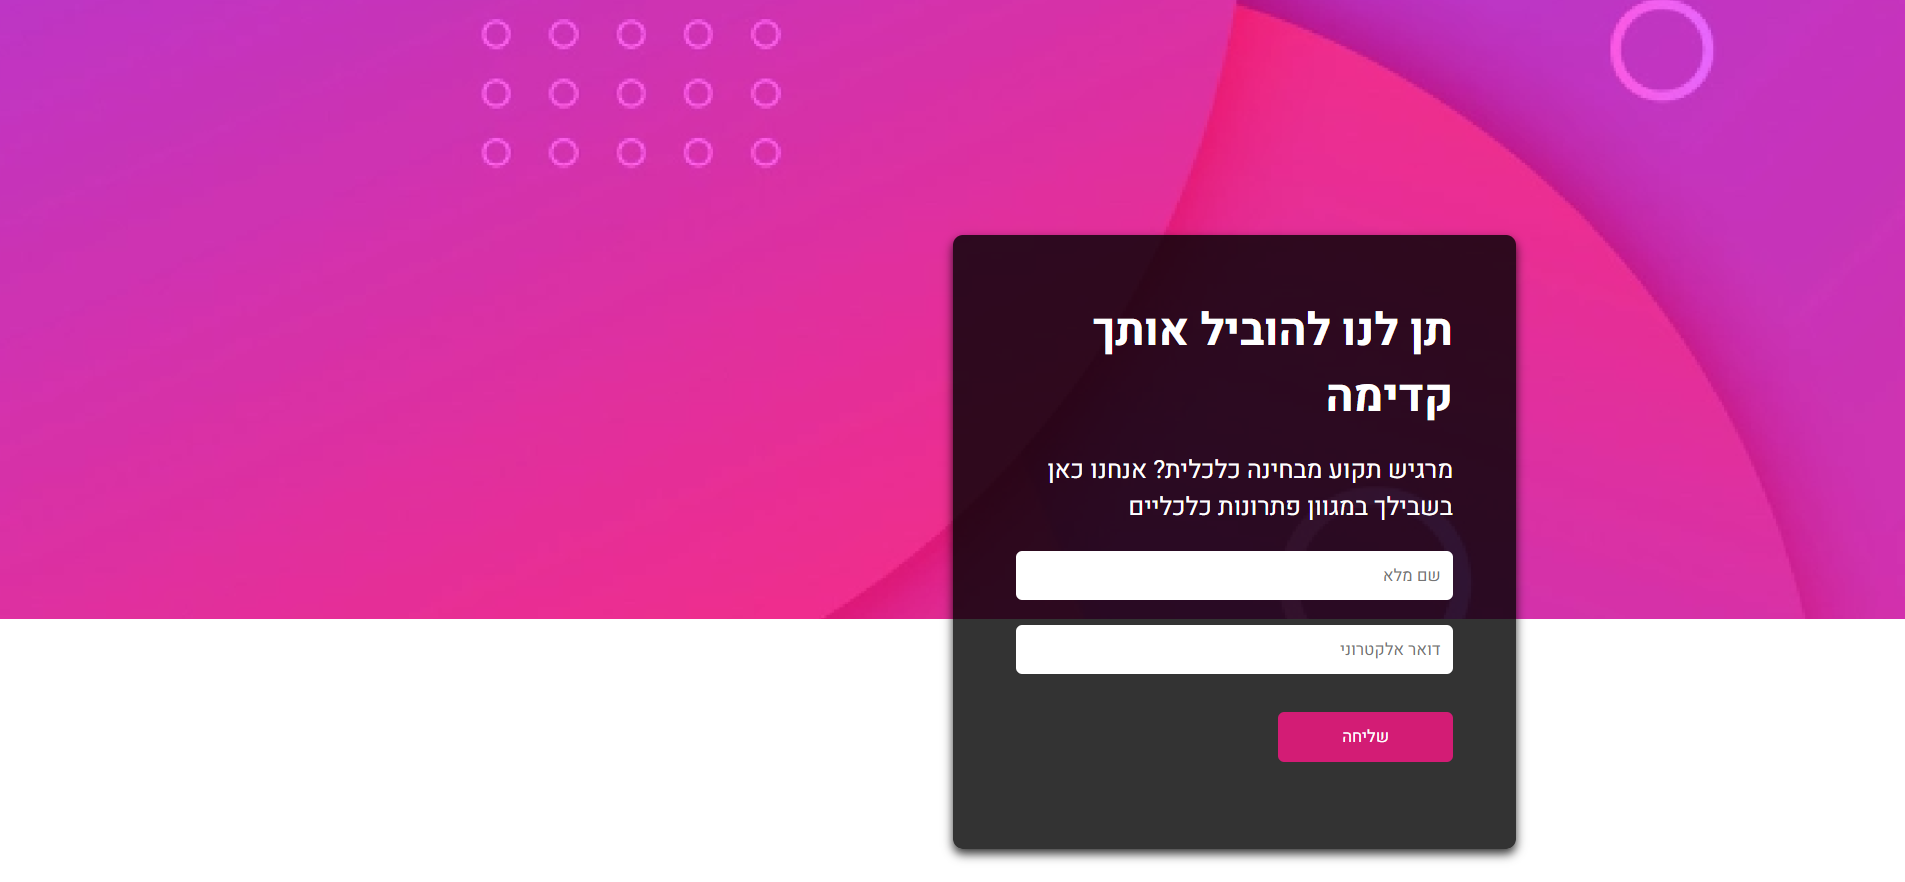 תן לנו להוביל אותך
קדימה
מרגיש תקוע מבחינה כלכלית? אנחנו כאן
בשבילך במגוון פתרונות כלכליים
שם מלא
דואר אלקטרוני
שליחה